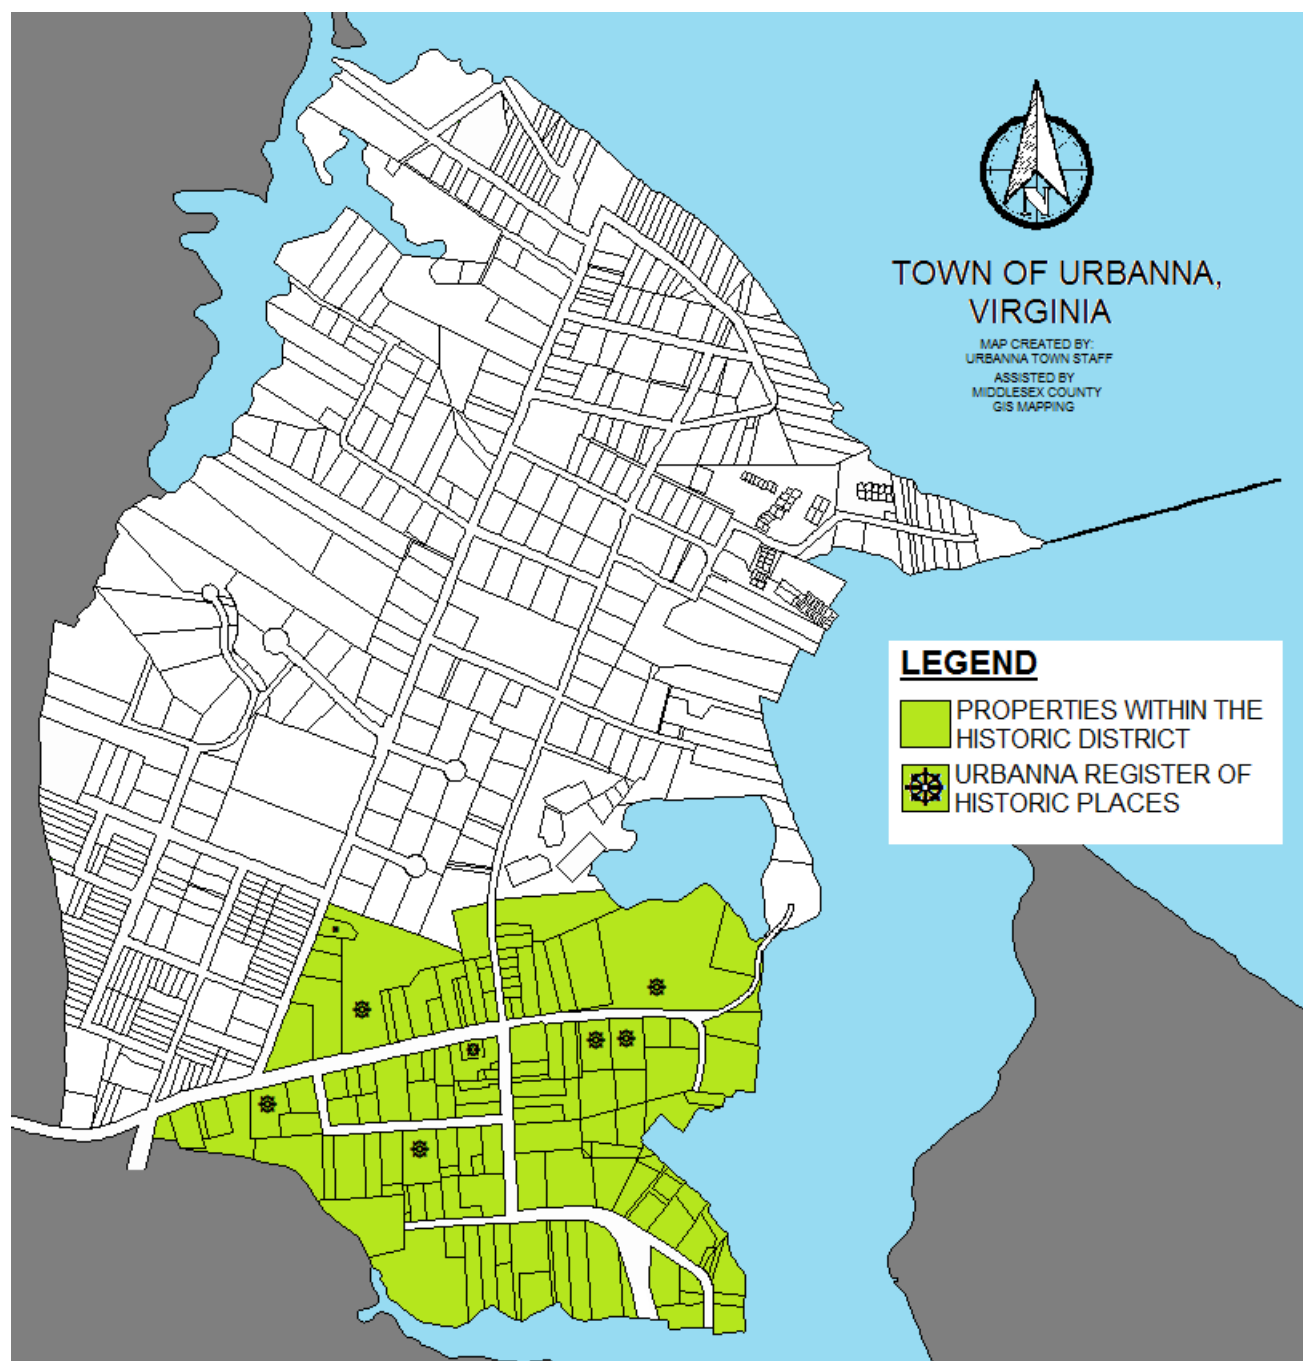 N
TOWN OF URBANNA,
VIRGINIA
MAP CREATED BY:
URBANNA TOWN STAFF
ASSISTED BY
MIDDLESEX COUNTY
GIS MAPPING
LEGEND
PROPERTIES WITHIN THE
HISTORIC DISTRICT
URBANNA REGISTER OF
HISTORIC PLACES